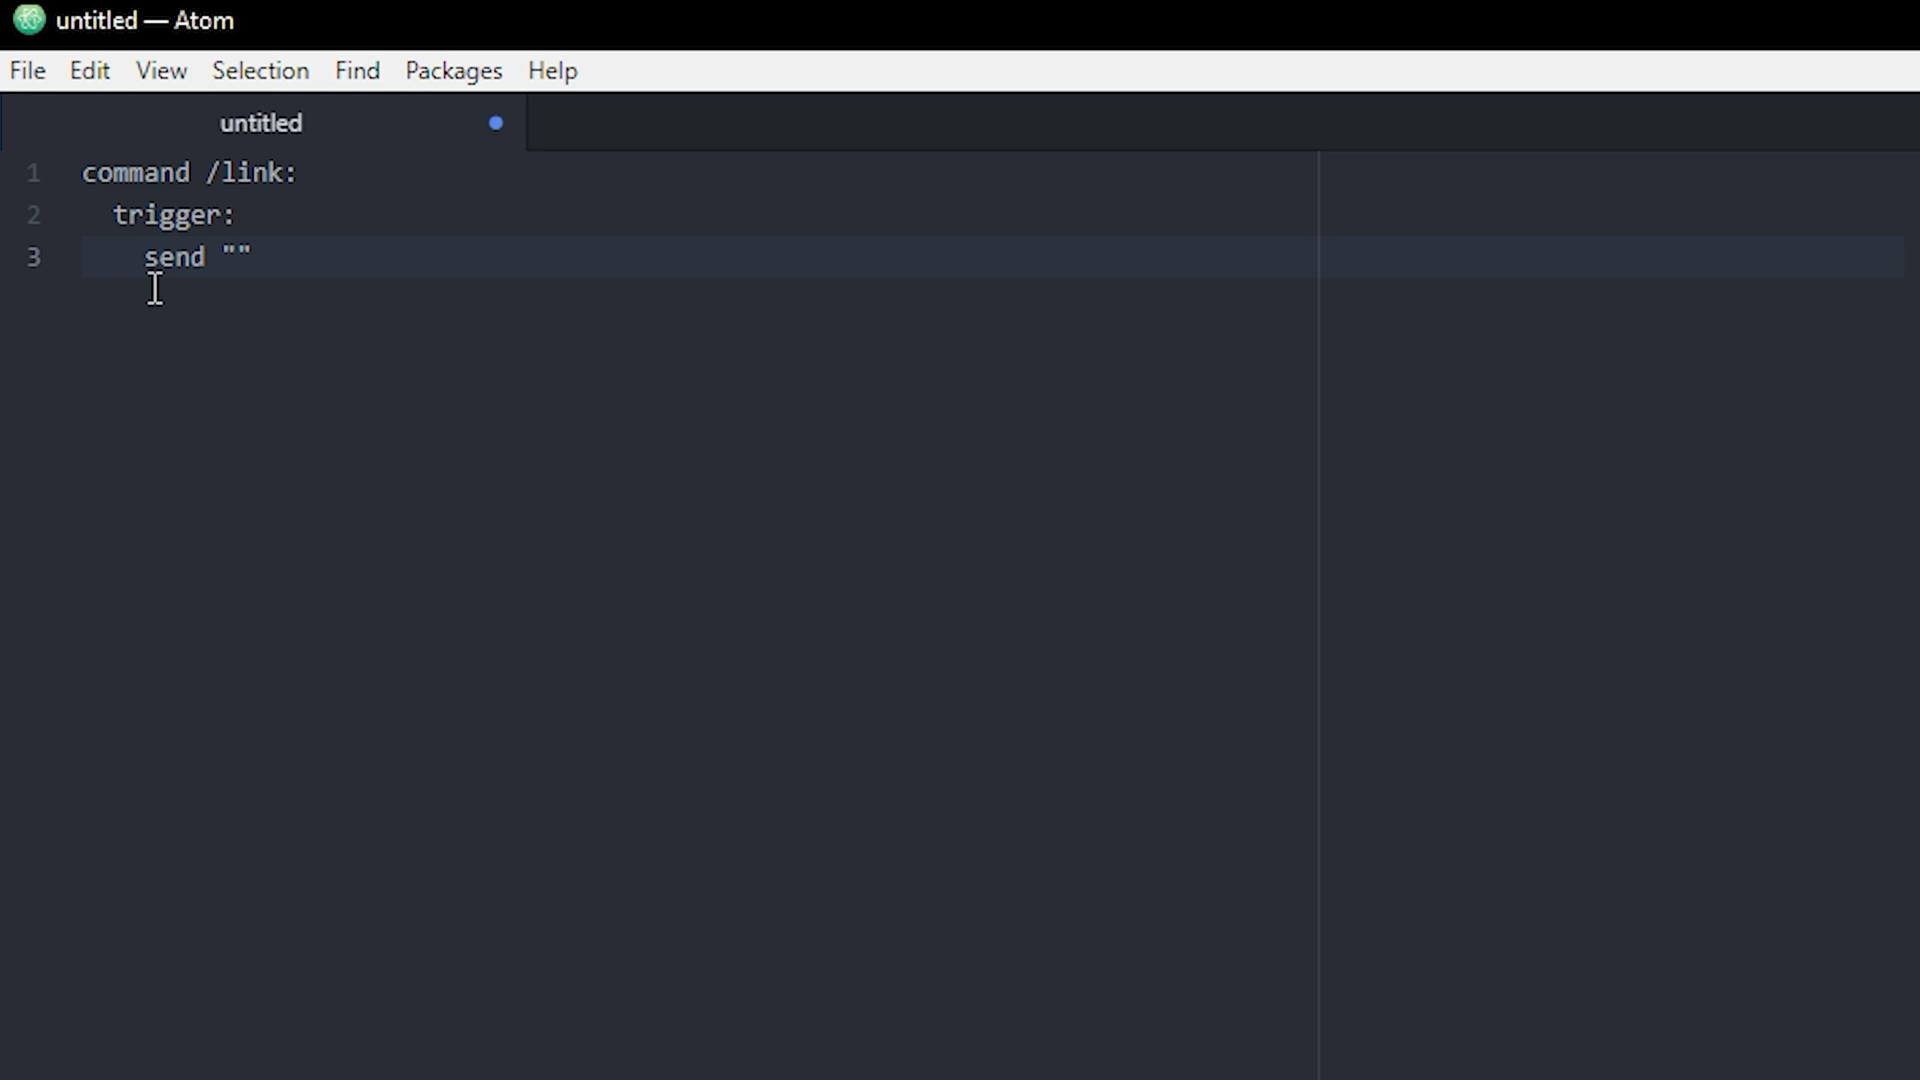 untitled — Atom
File Edit View Selection Find Packages Help
untitled
1 command /link:
2 trigger:
3 send ""